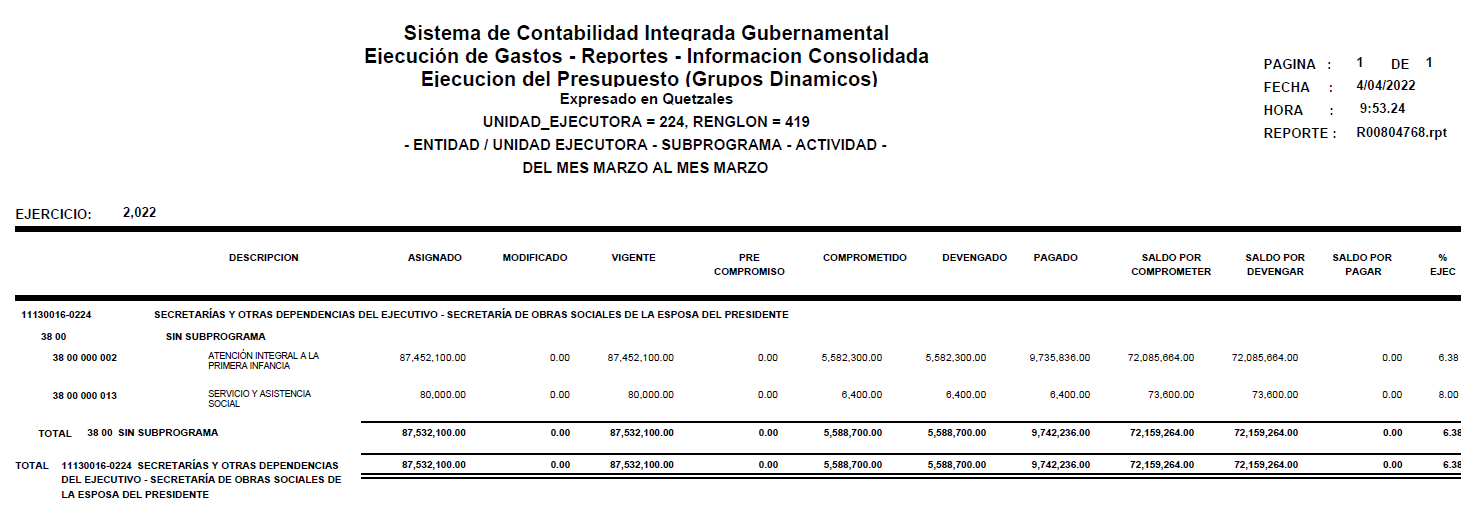 Sistema de Contabilidad Integrada Gubernamental
Ejecución de Gastos - Reportes - Informacion Consolidada
Ejecucion del Presupuesto (Grupos Dinamicos)
Expresado en Quetzales
UNIDAD_EJECUTORA = 224, RENGLON = 419
- ENTIDAD / UNIDAD EJECUTORA - SUBPROGRAMA - ACTIVIDAD -
DEL MES MARZO AL MES MARZO
PAGINA : 1 DE 1
FECHA : 4/04/2022
HORA : 9:53.24
REPORTE : R00804768.rpt
EJERCICIO: 2,022
DESCRIPCION ASIGNADO MODIFICADO VIGENTE PRE COMPROMISO COMPROMETIDO DEVENGADO PAGADO SALDO POR COMPROMETER SALDO POR DEVENGAR SALDO POR PAGAR % EJEC
11130016-0224 SECRETARÍAS Y OTRAS DEPENDENCIAS DEL EJECUTIVO - SECRETARÍA DE OBRAS SOCIALES DE LA ESPOSA DEL PRESIDENTE
38 00 SIN SUBPROGRAMA
38 00 000 002 ATENCIÓN INTEGRAL A LA PRIMERA INFANCIA 87,452,100.00 0.00 87,452,100.00 0.00 5,582,300.00 5,582,300.00 9,735,836.00 72,085,664.00 72,085,664.00 0.00 6.38
38 00 000 013 SERVICIO Y ASISTENCIA SOCIAL 80,000.00 0.00 80,000.00 0.00 6,400.00 6,400.00 6,400.00 73,600.00 73,600.00 0.00 8.00
TOTAL 38 00 SIN SUBPROGRAMA 87,532,100.00 0.00 87,532,100.00 0.00 5,588,700.00 5,588,700.00 9,742,236.00 72,159,264.00 72,159,264.00 0.00 6.38
TOTAL 11130016-0224 SECRETARÍAS Y OTRAS DEPENDENCIAS 87,532,100.00 0.00 87,532,100.00 0.00 5,588,700.00 5,588,700.00 9,742,236.00 72,159,264.00 72,159,264.00 0.00 6.38
DEL EJECUTIVO - SECRETARÍA DE OBRAS SOCIALES DE
LA ESPOSA DEL PRESIDENTE